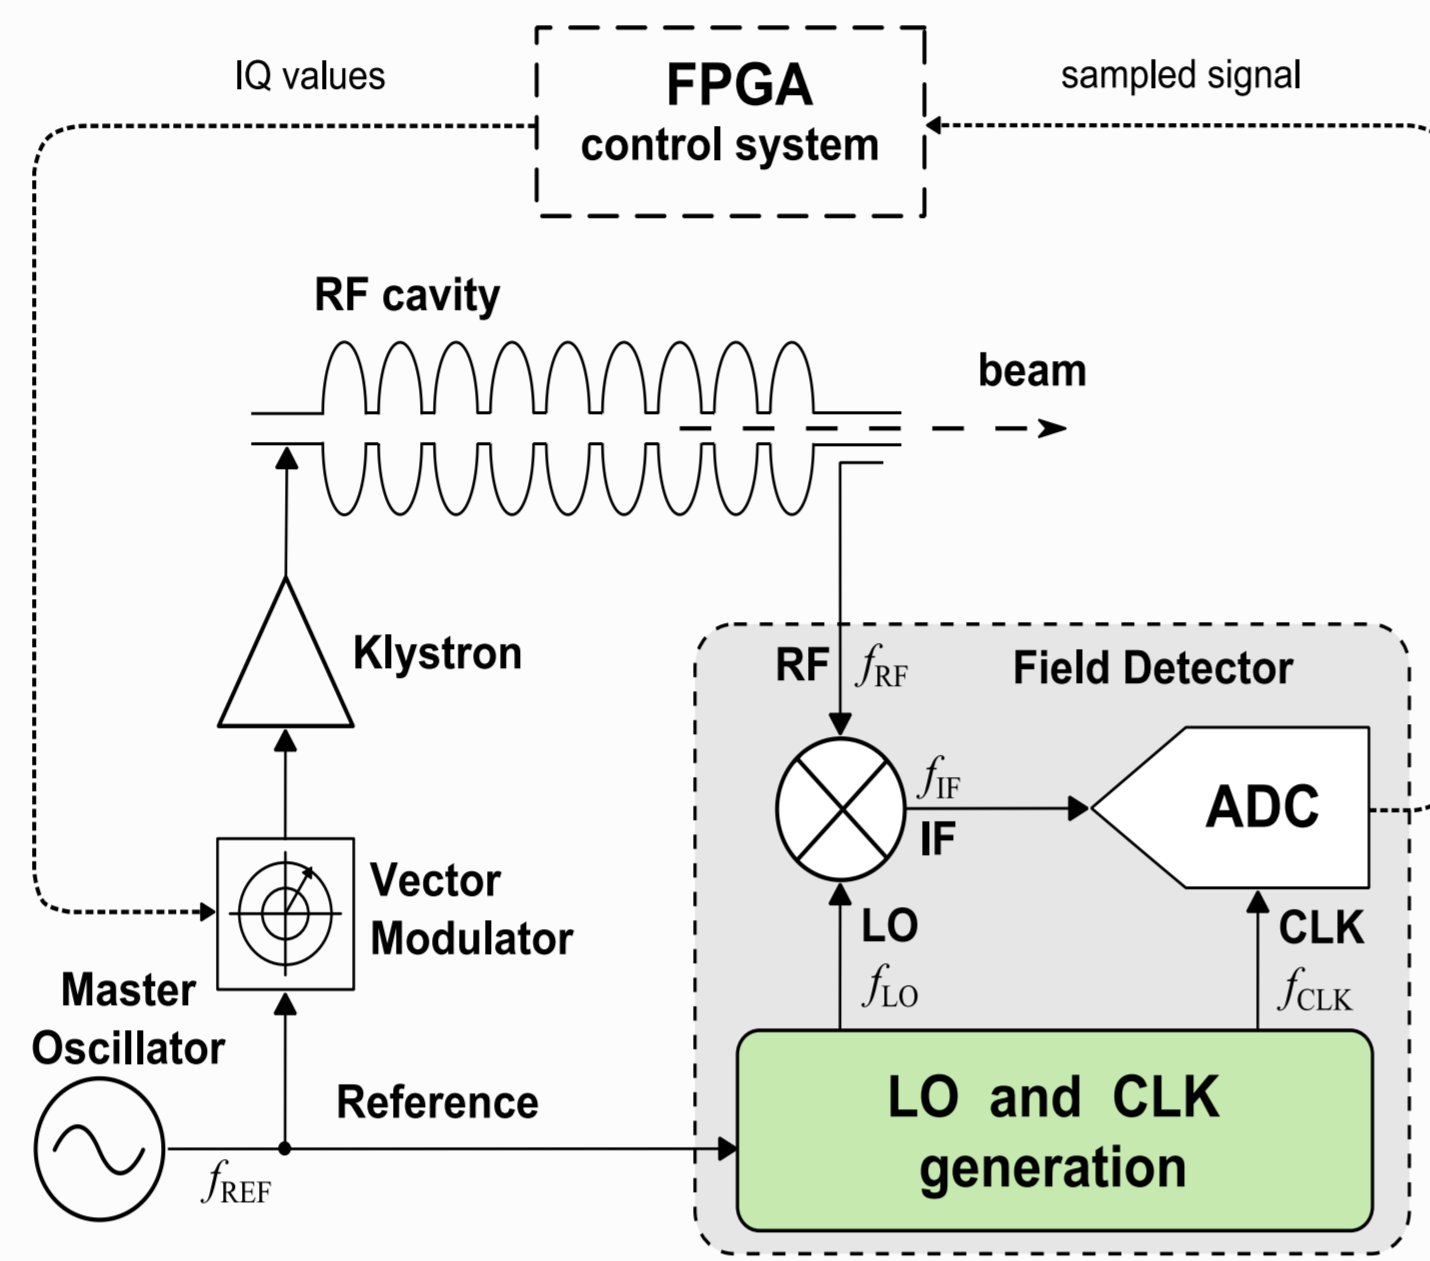 IQ values
FPGA
control system
sampled signal
RF cavity
beam
Klystron
RF
fRF
Field Detector
fIF
IF
ADC
Vector
Modulator
LO
fLO
CLK
fCLK
Master
Oscillator
Reference
fREF
LO and CLK
generation